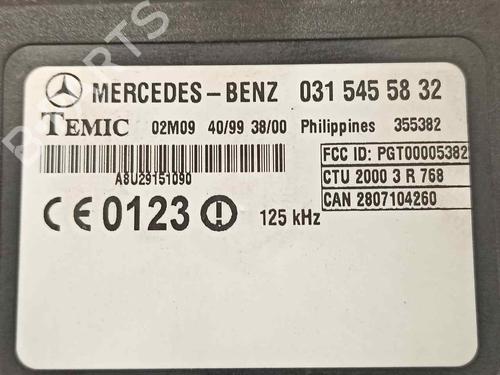 MERCEDES-BENZ 031 545 58 32
TEMIC 02M09 40/99 38/00 Philippines 355382
FCC ID: PGT00005382
A8U29151090
CTU 2000 3 R 768
CE 0123 125 kHz
CAN 2807104260